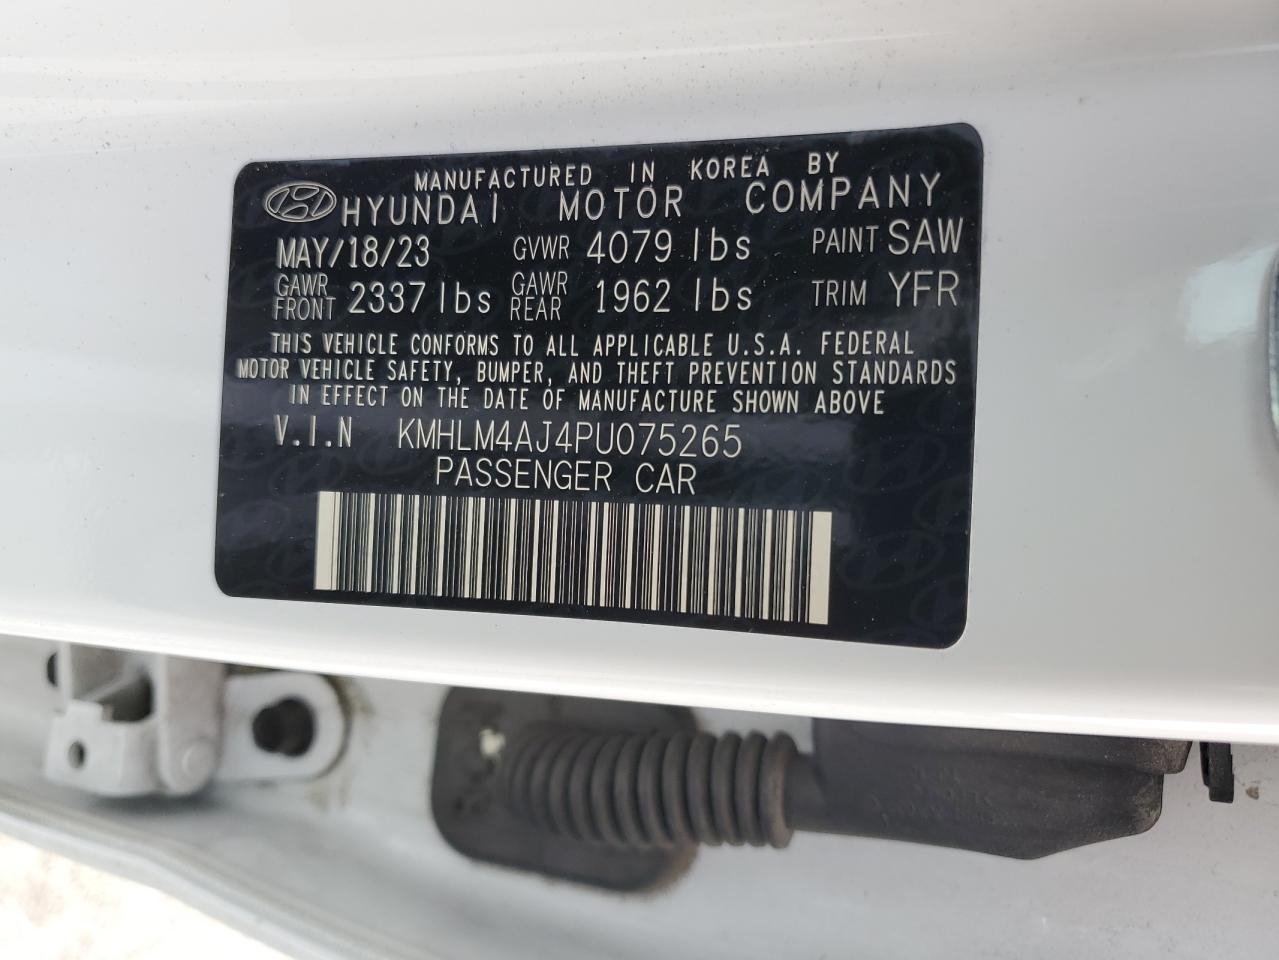 MANUFACTURED IN KOREA BY
HYUNDAI MOTOR COMPANY
MAY/18/23 GVWR 4079 lbs PAINT SAW
GAWR FRONT 2337 lbs GAWR REAR 1962 lbs TRIM YFR
THIS VEHICLE CONFORMS TO ALL APPLICABLE U.S.A. FEDERAL
MOTOR VEHICLE SAFETY, BUMPER, AND THEFT PREVENTION STANDARDS
IN EFFECT ON THE DATE OF MANUFACTURE SHOWN ABOVE
V.I.N KMHLM4AJ4PU075265
PASSENGER CAR